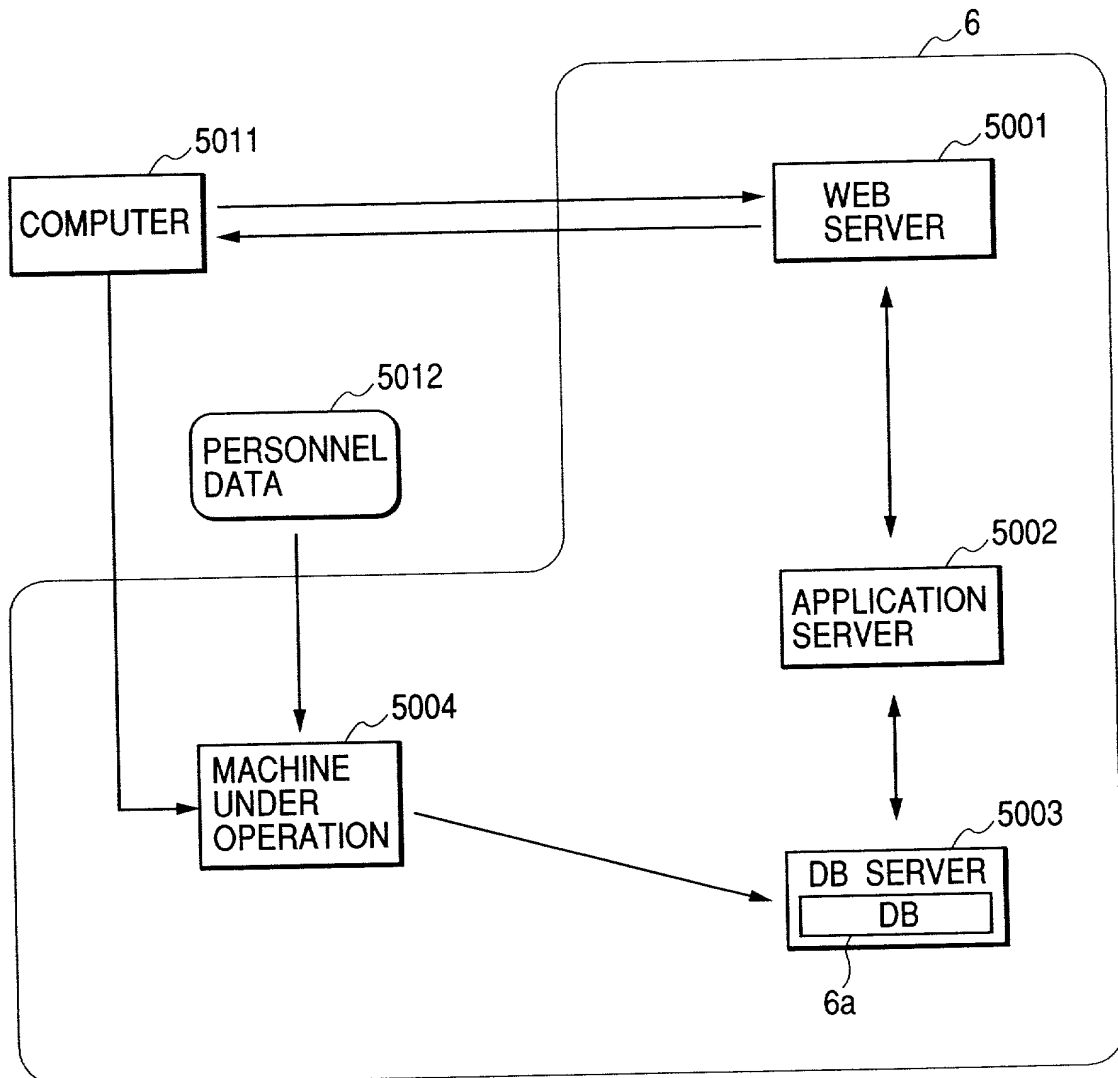 6
5011
COMPUTER
5001
WEB
SERVER
5012
PERSONNEL
DATA
5002
APPLICATION
SERVER
5004
MACHINE
UNDER
OPERATION
5003
DB SERVER
DB
6a